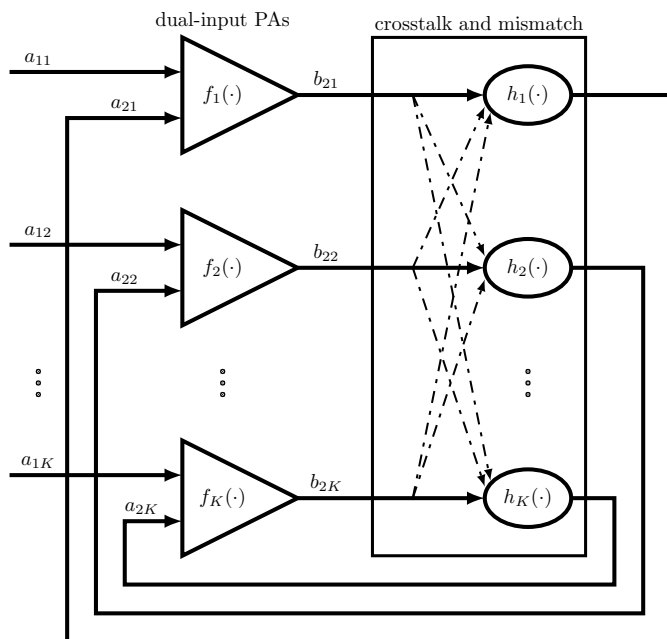 dual-input PAs
crosstalk and mismatch
a₁₁
a₂₁
f₁(·)
b₂₁
h₁(·)
a₁₂
a₂₂
f₂(·)
b₂₂
h₂(·)
a₁K
a₂K
fK(·)
b₂K
hK(·)